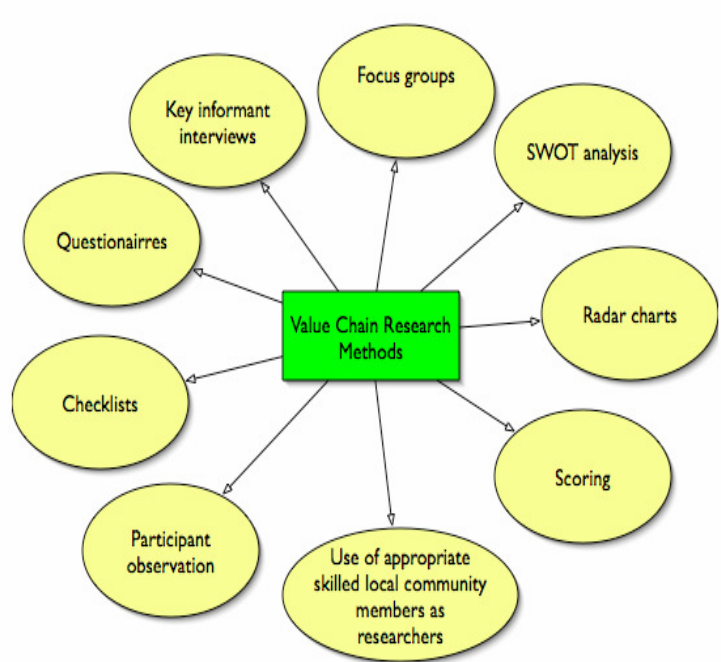 Focus groups
Key informant
interviews
SWOT analysis
Questionairres
Value Chain Research
Methods
Radar charts
Checklists
Scoring
Participant
observation
Use of appropriate
skilled local community
members as
researchers